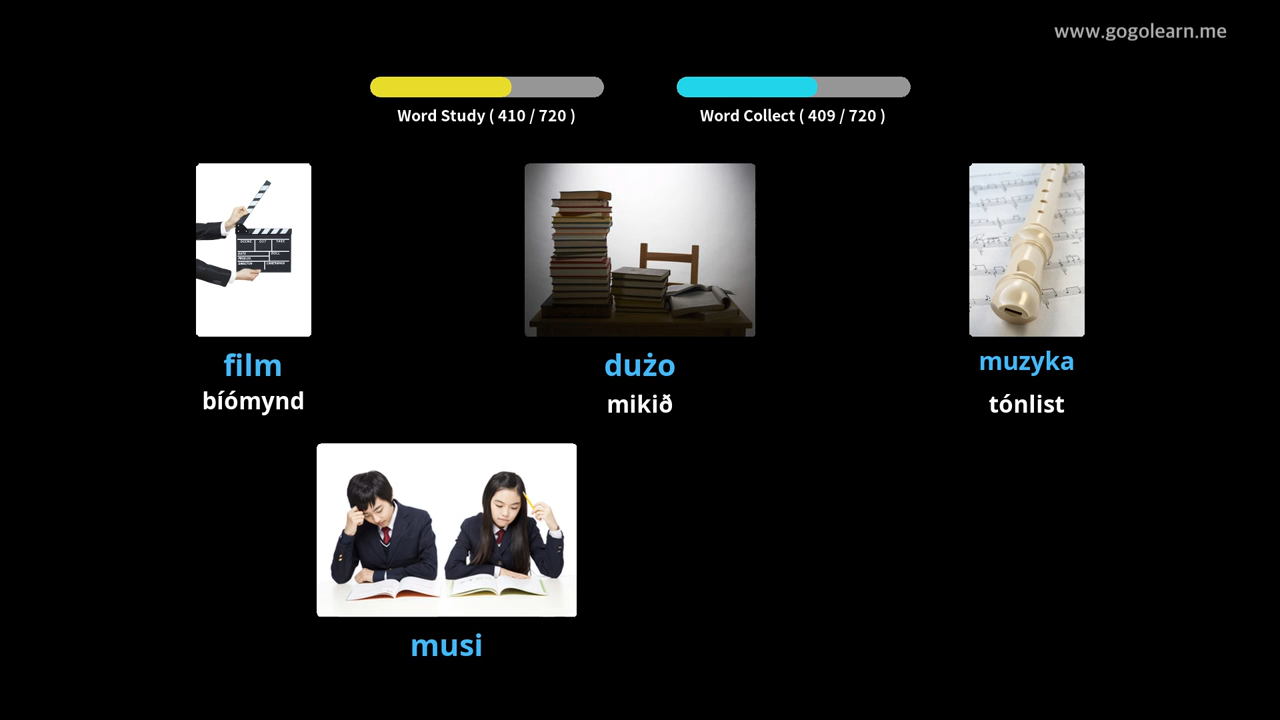 www.gogolearn.me
Word Study ( 410 / 720 )
Word Collect ( 409 / 720 )
film
bíómynd
dużo
mikið
muzyka
tónlist
musi